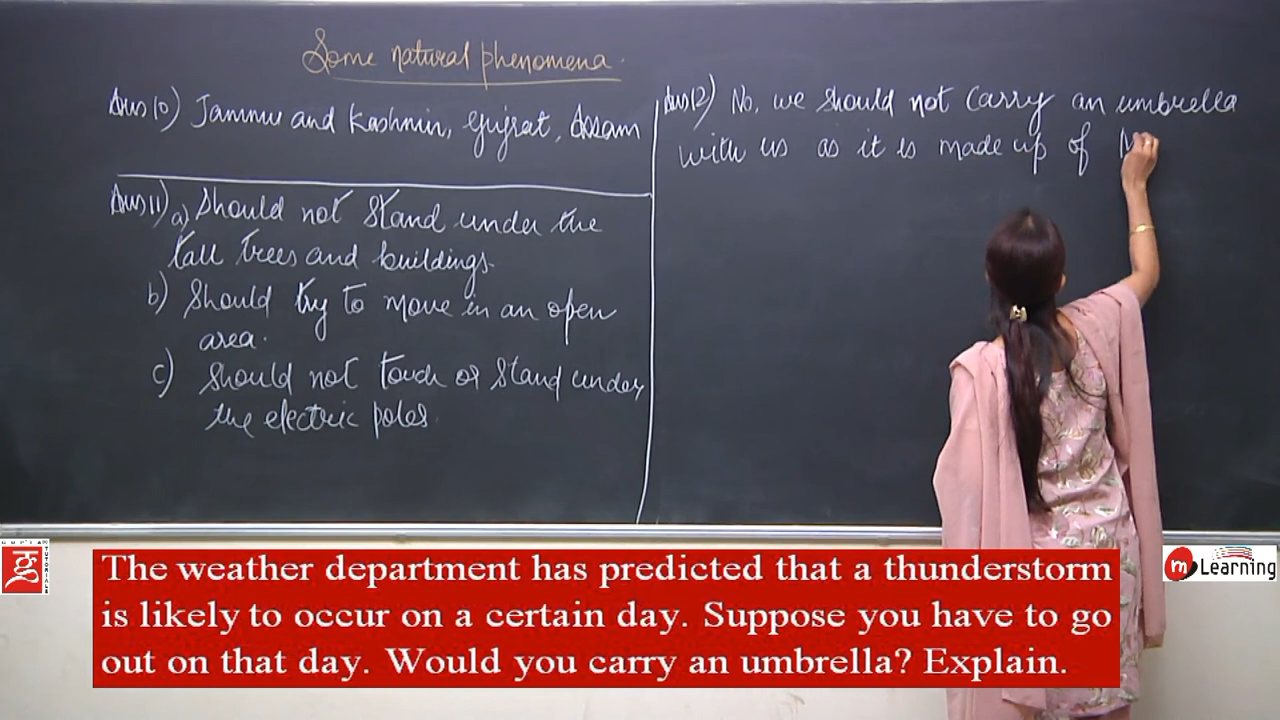 Some natural phenomena.
Ans 10) Jammu and Kashmir, Gujrat, Assam
Ans 11) a) Should not stand under the
tall trees and buildings.
b) Should try to move in an open
area.
c) Should not touch or stand under
the electric poles.
Ans 12) No, we should not carry an umbrella
with us as it is made up of
The weather department has predicted that a thunderstorm
is likely to occur on a certain day. Suppose you have to go
out on that day. Would you carry an umbrella? Explain.
m Learning